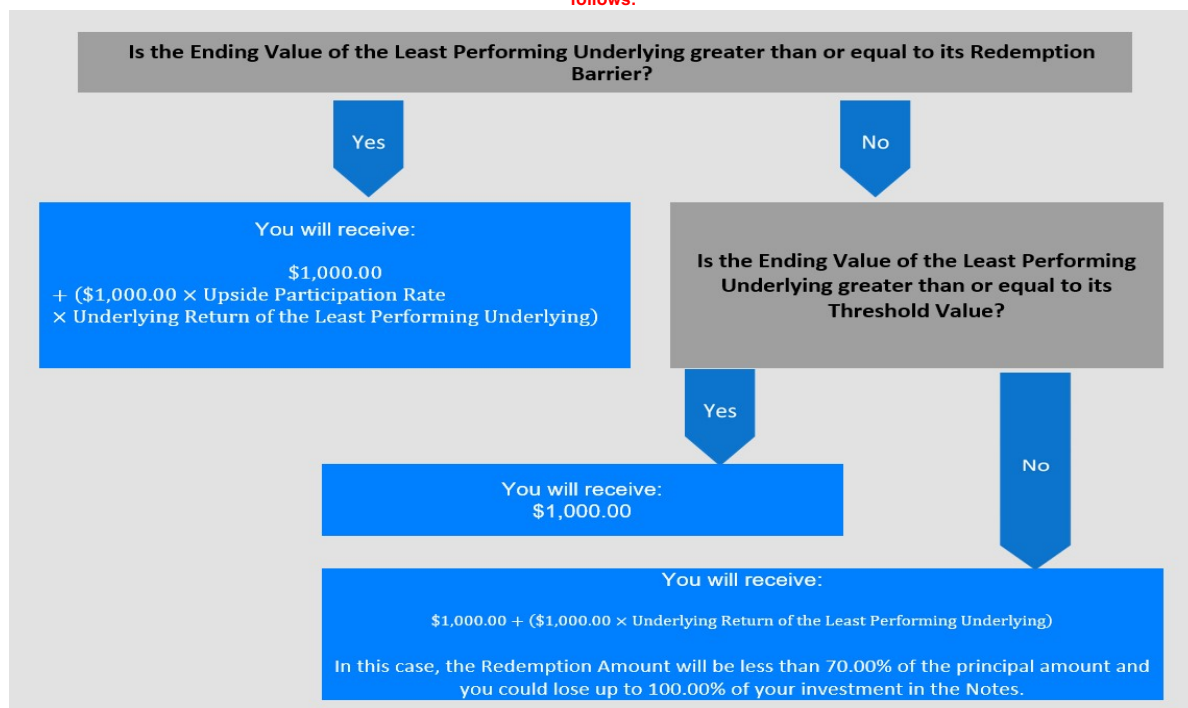 follows:
Is the Ending Value of the Least Performing Underlying greater than or equal to its Redemption
Barrier?
Yes
No
You will receive:
$1,000.00
+ ($1,000.00 × Upside Participation Rate
× Underlying Return of the Least Performing Underlying)
Is the Ending Value of the Least Performing
Underlying greater than or equal to its
Threshold Value?
Yes
No
You will receive:
$1,000.00
You will receive:
$1,000.00 + ($1,000.00 × Underlying Return of the Least Performing Underlying)
In this case, the Redemption Amount will be less than 70.00% of the principal amount and
you could lose up to 100.00% of your investment in the Notes.